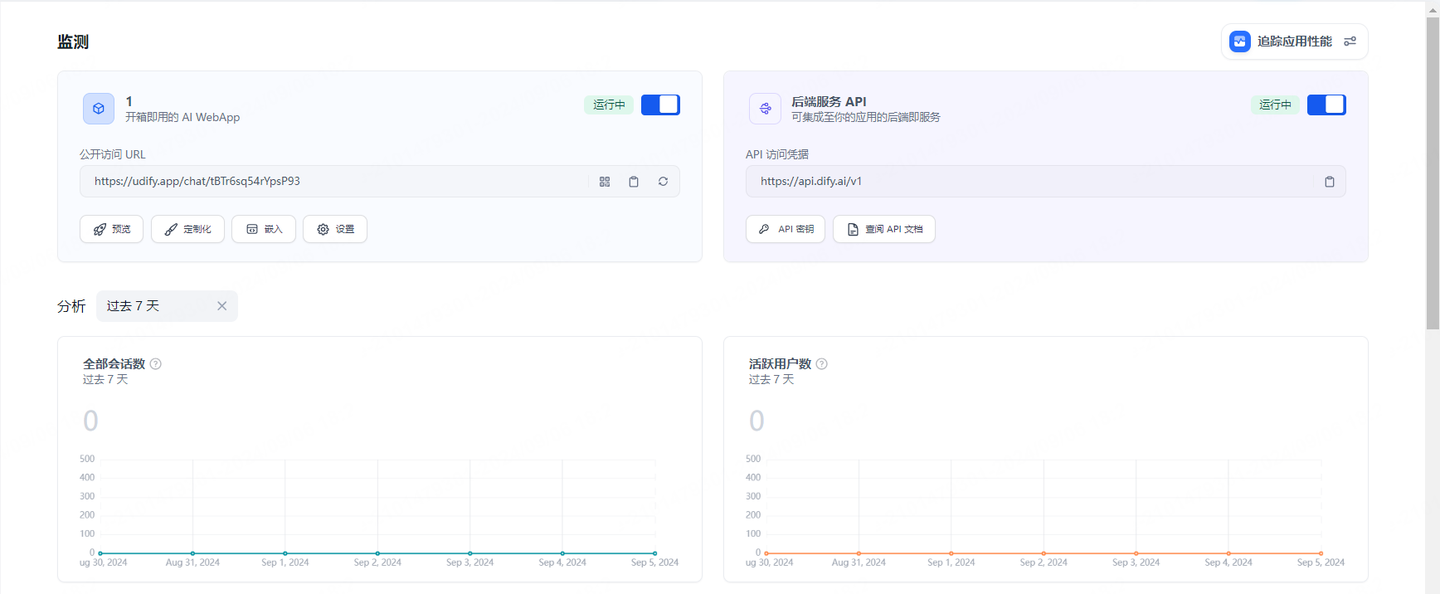 监测
追踪应用性能
1
开箱即用的 AI WebApp
运行中
公开访问 URL
https://udify.app/chat/tBTr6sq54rYpsP93
预览
定制化
嵌入
设置
后端服务 API
可集成至你的应用的后端即服务
运行中
API 访问凭据
https://api.dify.ai/v1
API 密钥
查阅 API 文档
分析
过去 7 天
全部会话数
过去 7 天
0
500
400
300
200
100
0
ug 30, 2024
Aug 31, 2024
Sep 1, 2024
Sep 2, 2024
Sep 3, 2024
Sep 4, 2024
Sep 5, 2024
活跃用户数
过去 7 天
0
500
400
300
200
100
0
ug 30, 2024
Aug 31, 2024
Sep 1, 2024
Sep 2, 2024
Sep 3, 2024
Sep 4, 2024
Sep 5, 2024